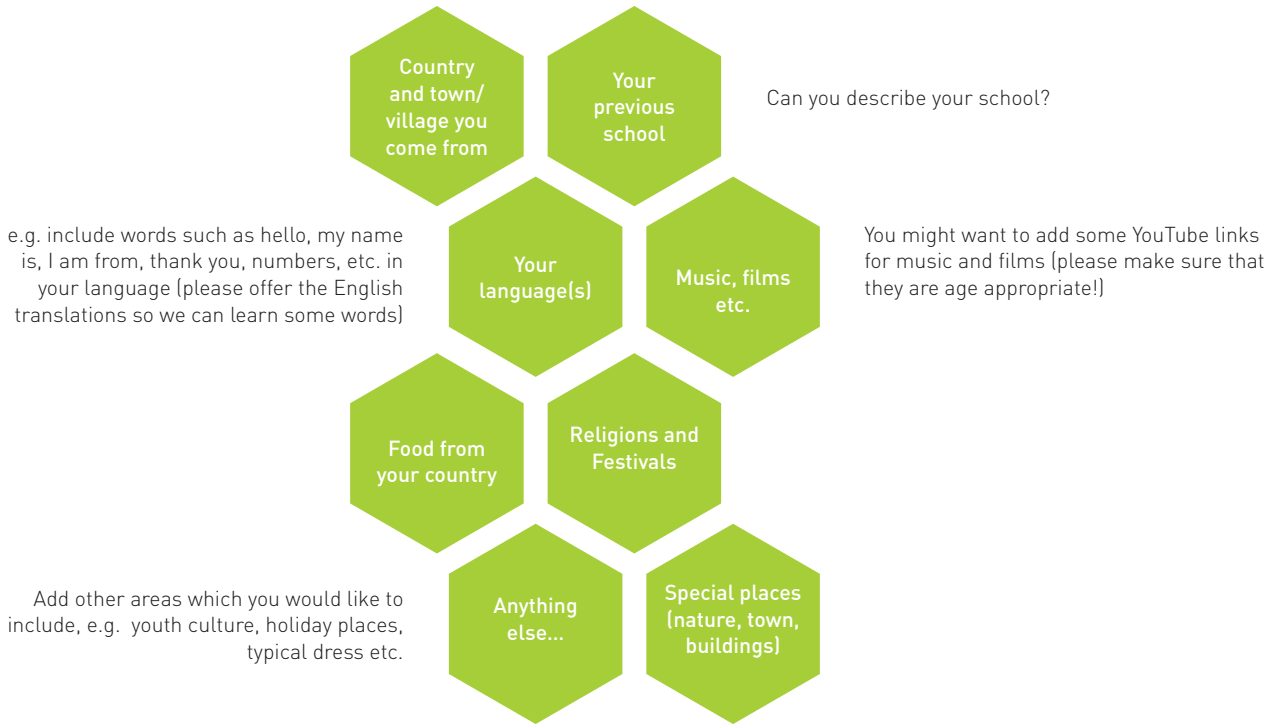 Country
and town/
village you
come from
Your
previous
school
Can you describe your school?
e.g. include words such as hello, my name
is, I am from, thank you, numbers, etc. in
your language (please offer the English
translations so we can learn some words)
Your
language(s)
Music, films
etc.
You might want to add some YouTube links
for music and films (please make sure that
they are age appropriate!)
Food from
your country
Religions and
Festivals
Add other areas which you would like to
include, e.g. youth culture, holiday places,
typical dress etc.
Anything
else...
Special places
(nature, town,
buildings)